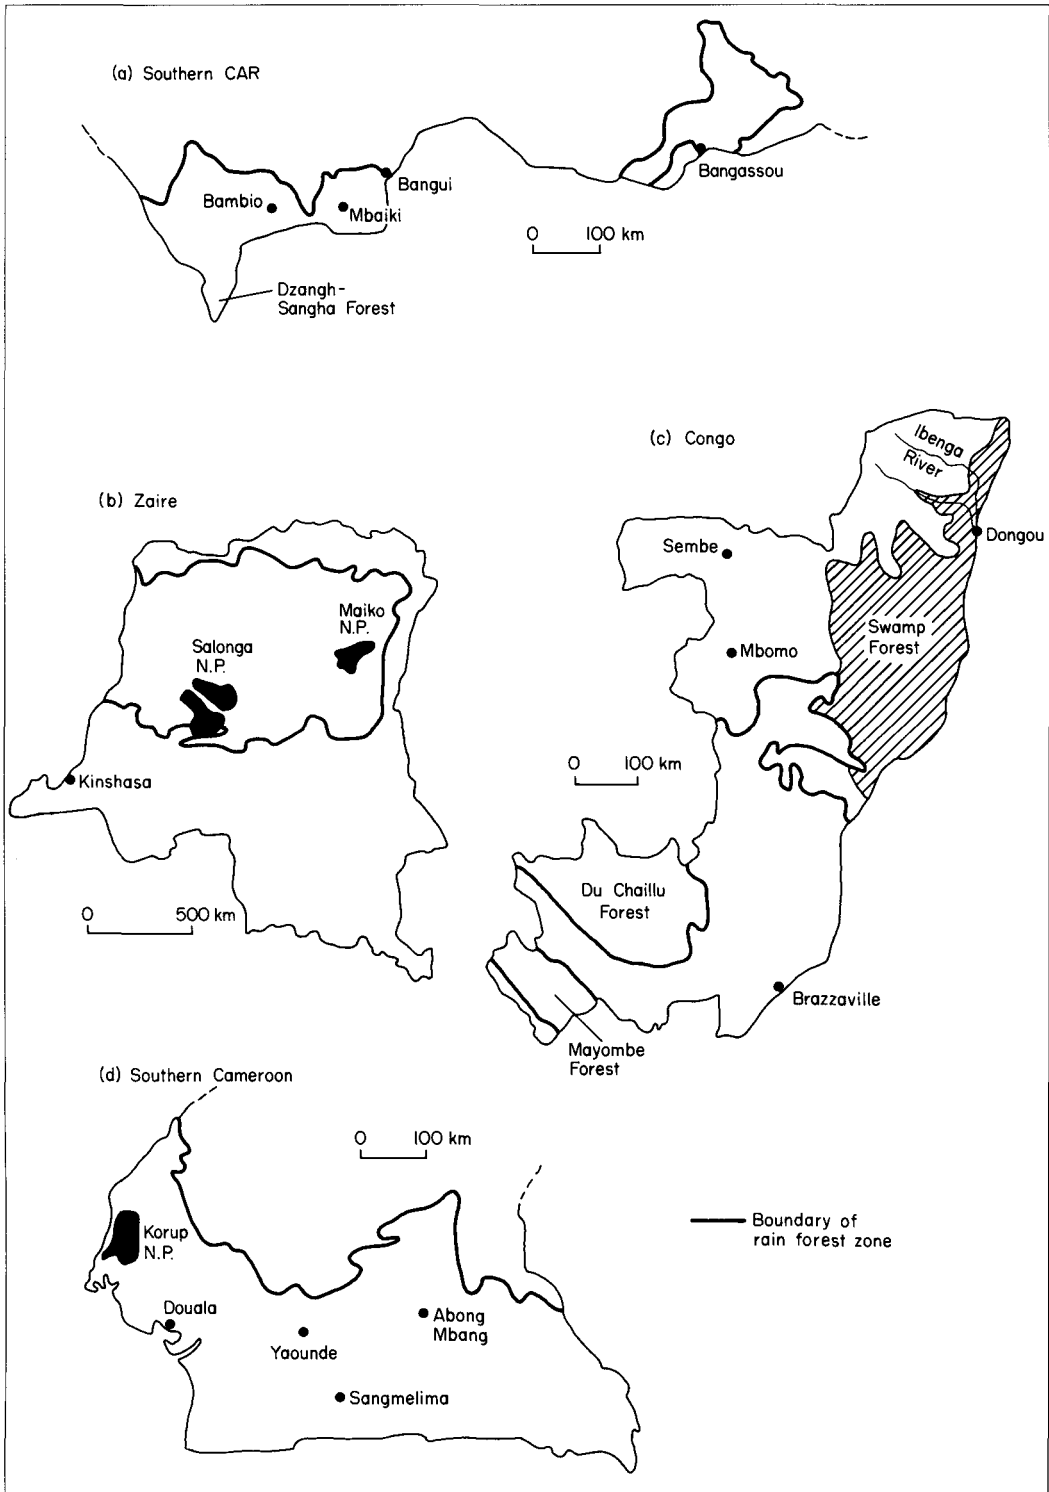 (a) Southern CAR
Bambio
Mbaiki
Bangui
Bangassou
0 100 km
Dzangh-
Sangha Forest
(b) Zaire
Maiko
N.P.
Salonga
N.P.
Kinshasa
0 500 km
(c) Congo
Ibenga
River
Dongou
Sembe
Swamp
Forest
Mbomo
0 100 km
Du Chaillu
Forest
Brazzaville
Mayombe
Forest
(d) Southern Cameroon
0 100 km
Korup
N.P.
Douala
Yaounde
Abong
Mbang
Sangmelima
Boundary of
rain forest zone